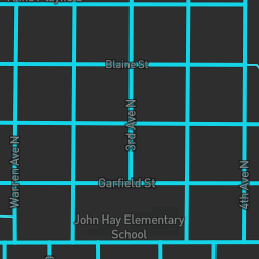 Blaine St
3rd Ave N
Warren Ave N
Garfield St
4th Ave N
John Hay Elementary
School